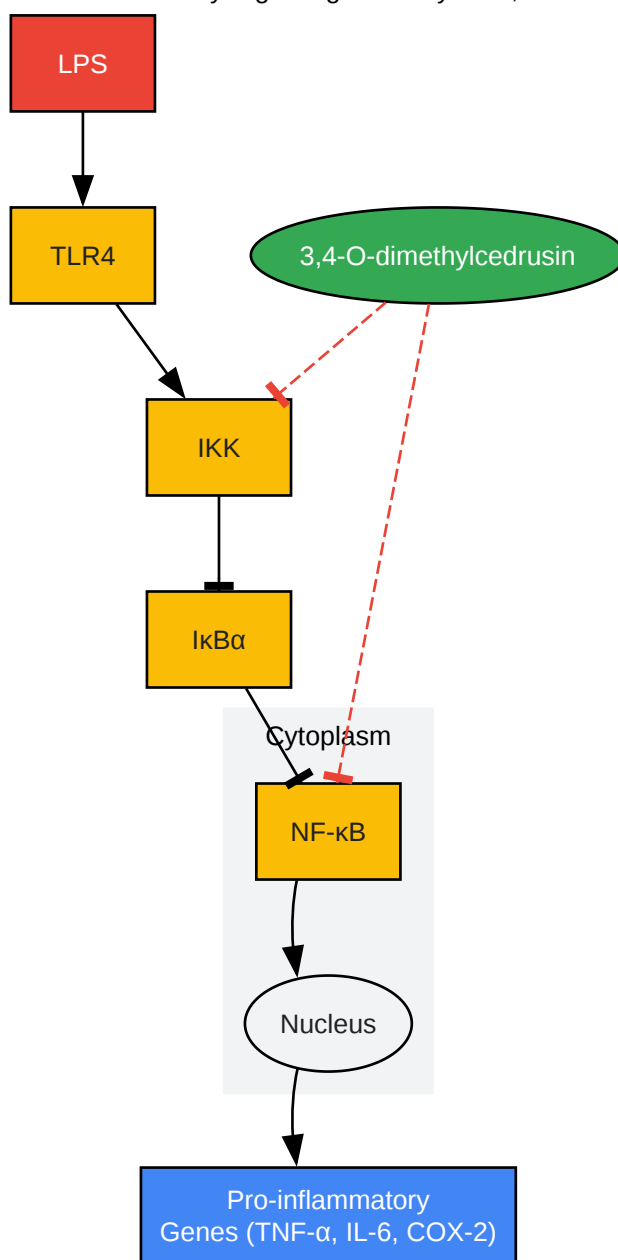 LPS
TLR4
3,4-O-dimethylcedrusin
IKK
IκBα
Cytoplasm
NF-κB
Nucleus
Pro-inflammatory
Genes (TNF-α, IL-6, COX-2)